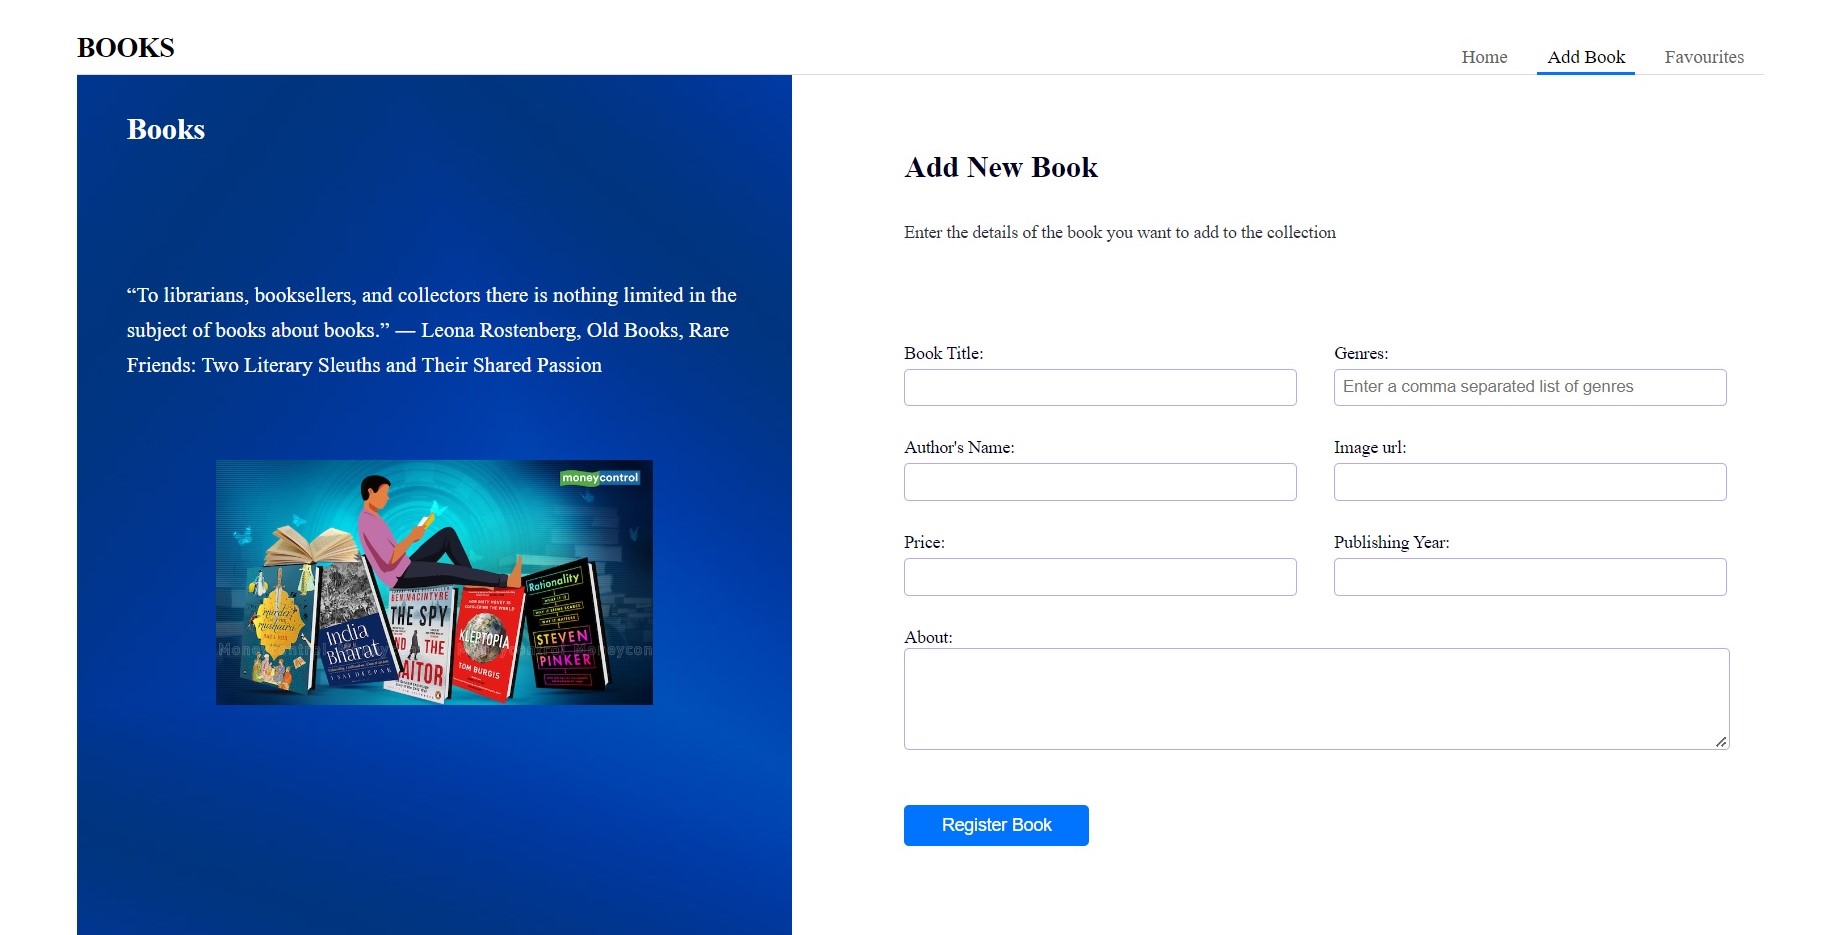 BOOKS
Home
Add Book
Favourites
Books
“To librarians, booksellers, and collectors there is nothing limited in the
subject of books about books.” — Leona Rostenberg, Old Books, Rare
Friends: Two Literary Sleuths and Their Shared Passion
moneycontrol
murder
mushaira
India
Bharat
J SAI DEEPAK
BEN MACINTYRE
THE SPY
AND THE
KLEPTOPIA
TOM BURGIS
Rationality
STEVEN
PINKER
Add New Book
Enter the details of the book you want to add to the collection
Book Title:
Genres:
Enter a comma separated list of genres
Author's Name:
Image url:
Price:
Publishing Year:
About:
Register Book